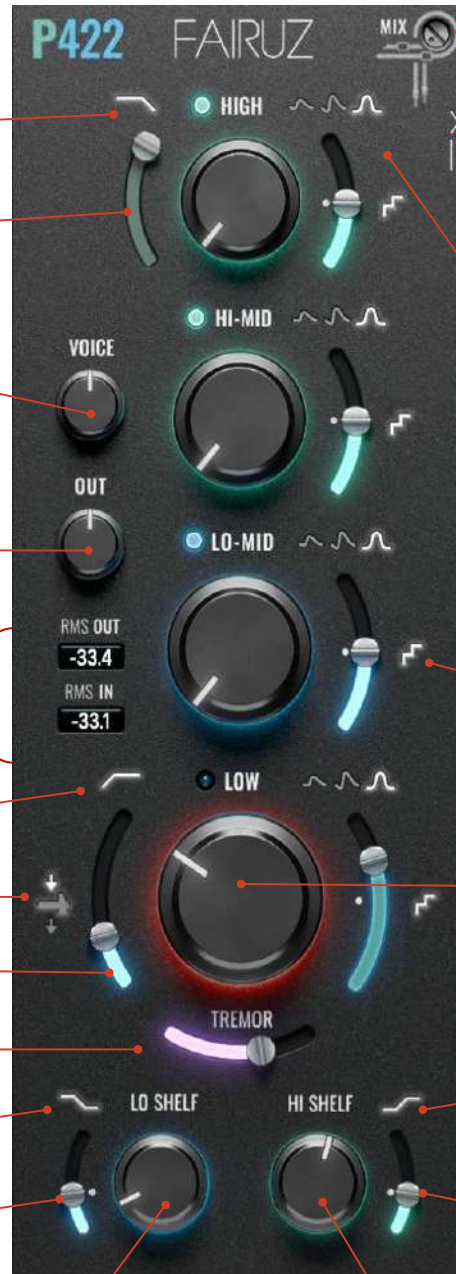 P422 FAIRUZ MIX
HIGH
HI-MID
VOICE
OUT
LO-MID
RMS OUT
-33.4
RMS IN
-33.1
LOW
TREMOR
LO SHELF HI SHELF